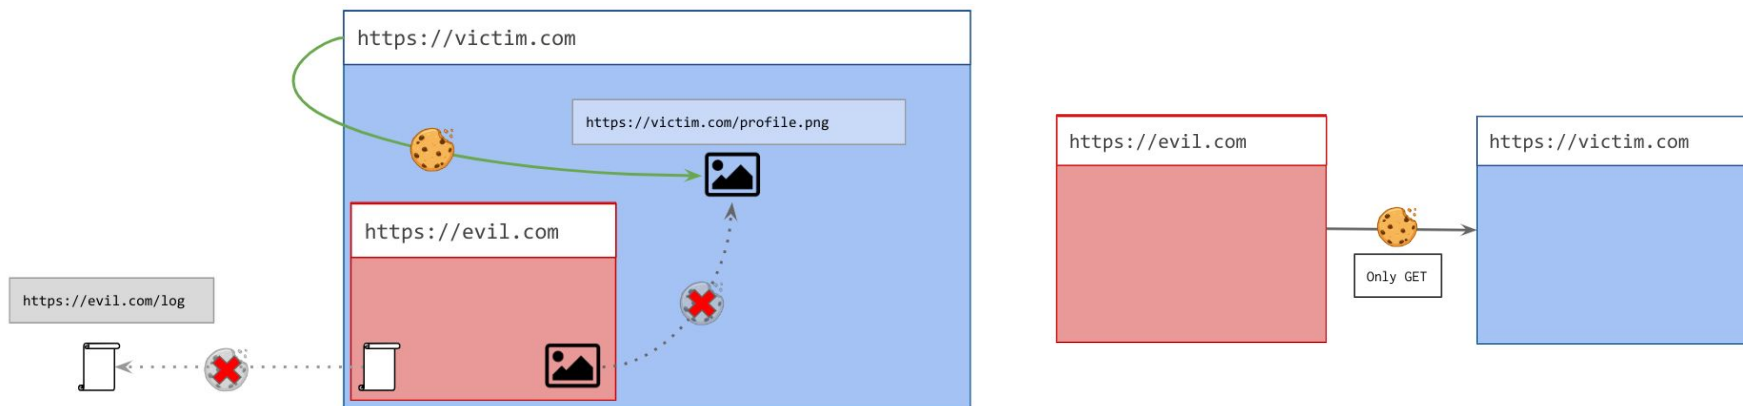 https://victim.com
https://victim.com/profile.png
https://evil.com
https://evil.com/log
https://evil.com
https://victim.com
Only GET